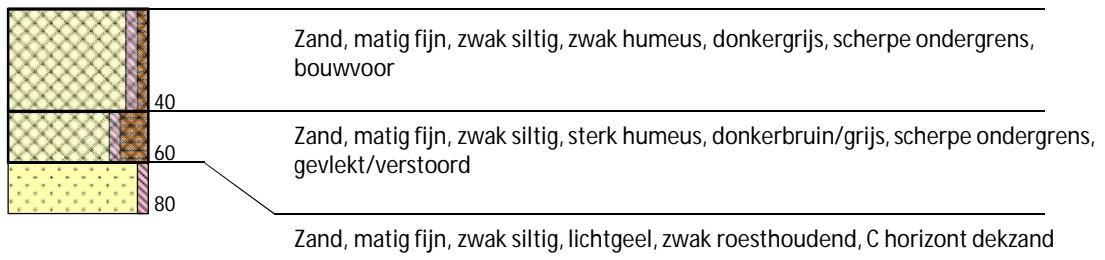 Zand, matig fijn, zwak siltig, zwak humeus, donkergrijs, scherpe ondergrens,
bouwvoor
40
Zand, matig fijn, zwak siltig, sterk humeus, donkerbruin/grijs, scherpe ondergrens,
gevlekt/verstoord
60
80
Zand, matig fijn, zwak siltig, lichtgeel, zwak roesthoudend, C horizont dekzand